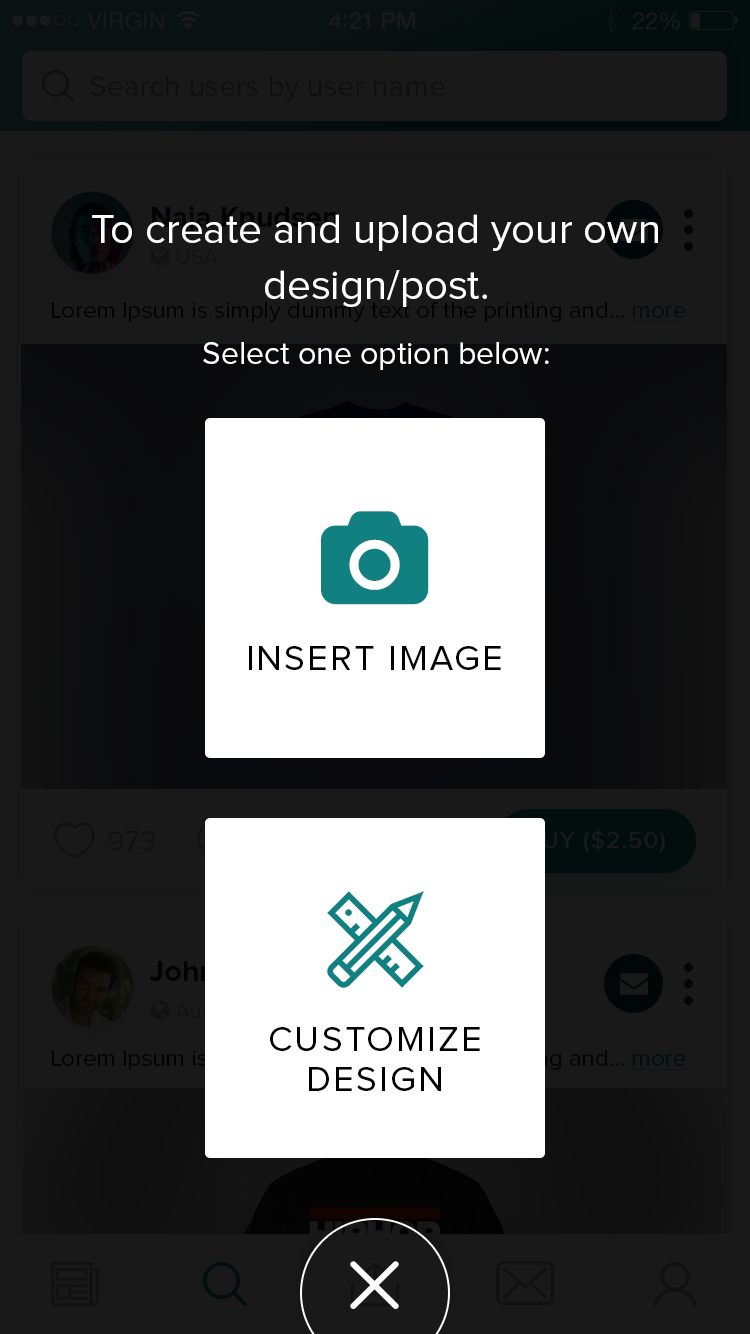 VIRGIN 4:21 PM 22%
Search users by user name
Naja Knudsen
USA
To create and upload your own
design/post.
Lorem Ipsum is simply dummy text of the printing and... more
Select one option below:
INSERT IMAGE
973
UY ($2.50)
CUSTOMIZE
DESIGN
John
Au
Lorem Ipsum is ng and... more
HIPHOP